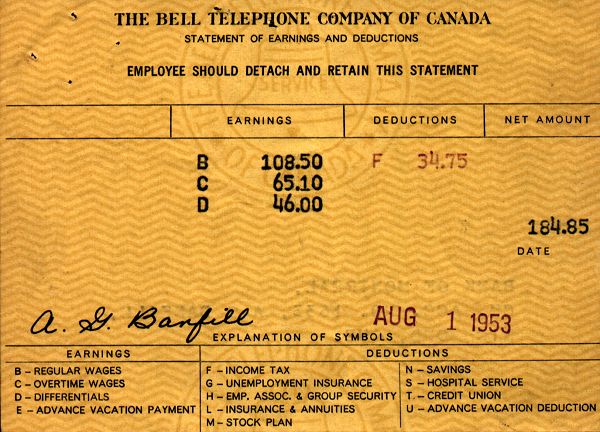 THE BELL TELEPHONE COMPANY OF CANADA
STATEMENT OF EARNINGS AND DEDUCTIONS
EMPLOYEE SHOULD DETACH AND RETAIN THIS STATEMENT
EARNINGS DEDUCTIONS NET AMOUNT
B 108.50 F 34.75
C 65.10
D 46.00
184.85
DATE
A. G. Banfill AUG 1 1953
EXPLANATION OF SYMBOLS
EARNINGS DEDUCTIONS
B – REGULAR WAGES F – INCOME TAX N – SAVINGS
C – OVERTIME WAGES G – UNEMPLOYMENT INSURANCE S – HOSPITAL SERVICE
D – DIFFERENTIALS H – EMP. ASSOC. & GROUP SECURITY T – CREDIT UNION
E – ADVANCE VACATION PAYMENT L – INSURANCE & ANNUITIES U – ADVANCE VACATION DEDUCTION
M – STOCK PLAN